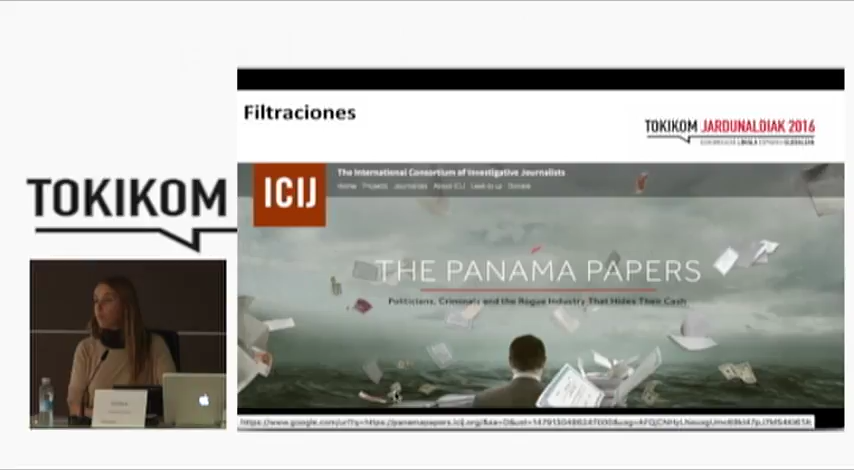 Filtraciones
TOKIKOM JARDUNALDIAK 2016
ICIJ
The International Consortium of Investigative Journalists
Home Projects Journalists About ICIJ Leak to us Donate
TOKIKOM
THE PANAMA PAPERS
Politicians, Criminals and the Rogue Industry That Hides Their Cash